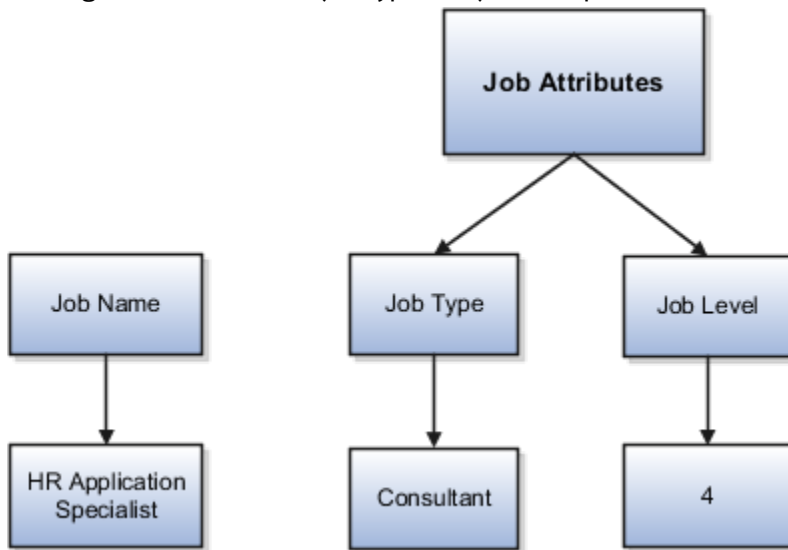 Job Attributes
Job Name
Job Type
Job Level
HR Application
Specialist
Consultant
4